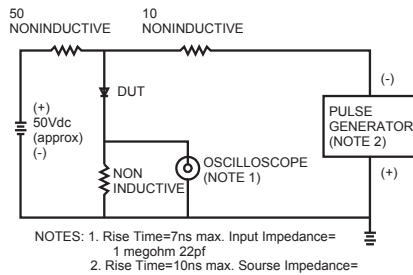 50
NONINDUCTIVE
10
NONINDUCTIVE
(+)
50Vdc
(approx)
(-)
DUT
NON
INDUCTIVE
OSCILLOSCOPE
(NOTE 1)
(-)
PULSE
GENERATOR
(NOTE 2)
(+)
NOTES: 1. Rise Time=7ns max. Input Impedance=
1 megohm 22pf
2. Rise Time=10ns max. Sourse Impedance=